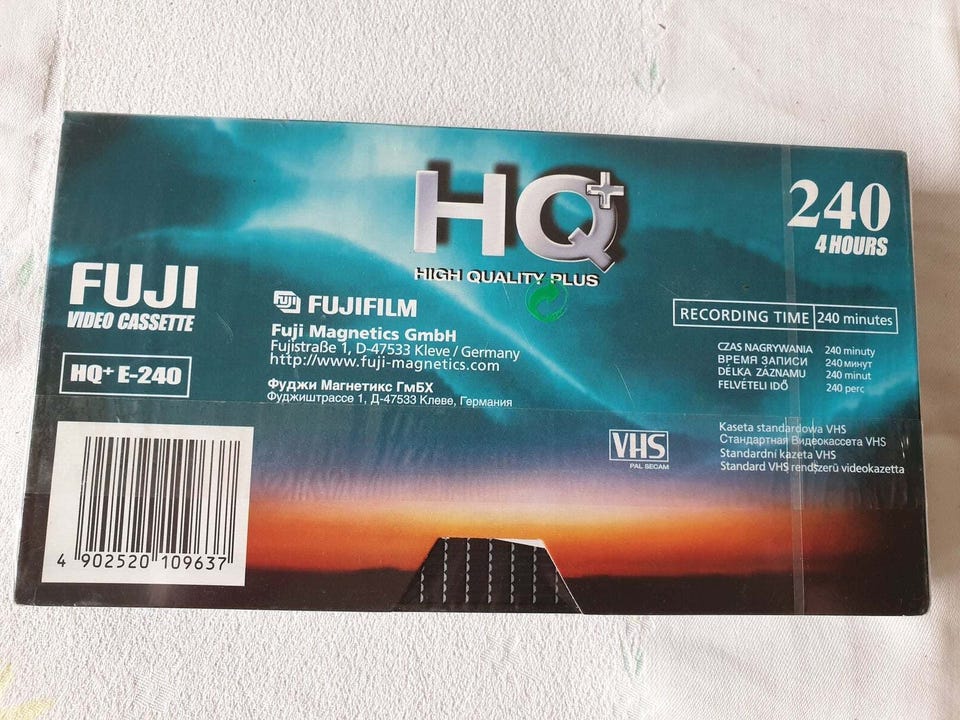 HQ+
HIGH QUALITY PLUS
240
4 HOURS
FUJI
VIDEO CASSETTE
HQ+ E-240
FUJI FUJIFILM
Fuji Magnetics GmbH
Fujistraße 1, D-47533 Kleve / Germany
http://www.fuji-magnetics.com
Фуджи Магнетикс ГмБХ
Фуджиштрассе 1, Д-47533 Клеве, Германия
RECORDING TIME 240 minutes
CZAS NAGRYWANIA 240 minuty
ВРЕМЯ ЗАПИСИ 240 минут
DÉLKA ZÁZNAMU 240 minut
FELVÉTELI IDŐ 240 perc
VHS
PAL SECAM
Kaseta standardowa VHS
Стандартная Видеокассета VHS
Standardní kazeta VHS
Standard VHS rendszerű videokazetta
4 902520 109637